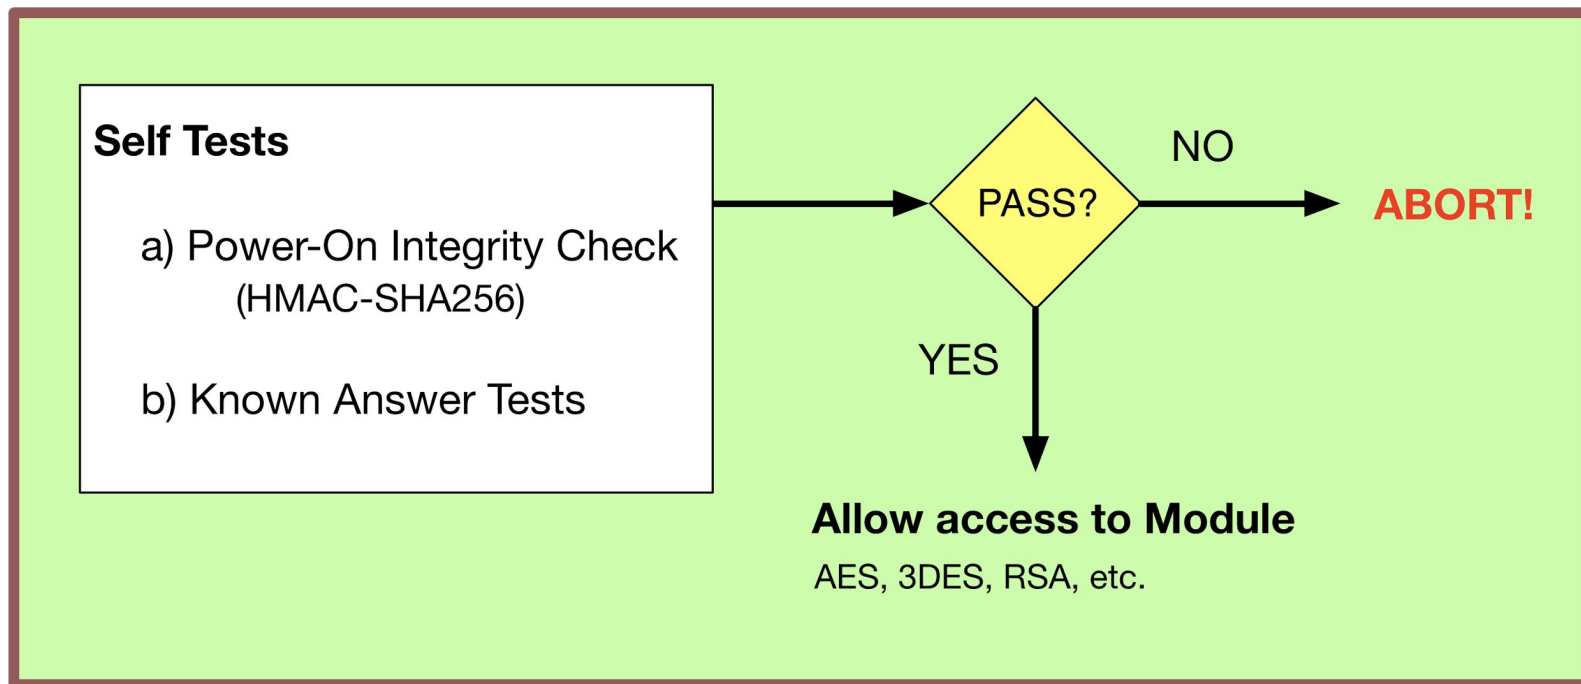 Self Tests
a) Power-On Integrity Check
(HMAC-SHA256)
b) Known Answer Tests
PASS?
NO
ABORT!
YES
Allow access to Module
AES, 3DES, RSA, etc.